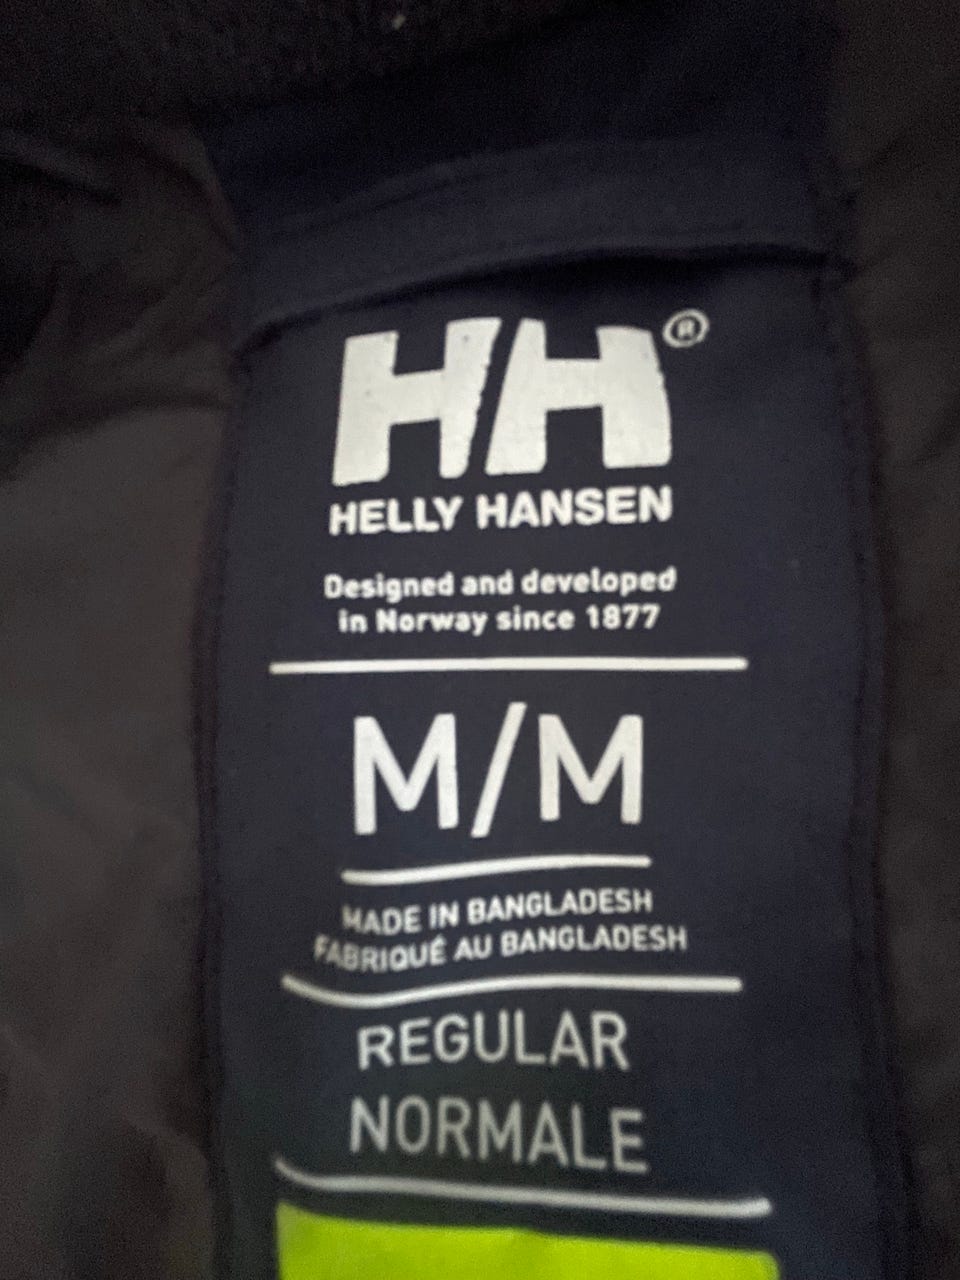 HH®
HELLY HANSEN
Designed and developed
in Norway since 1877
M/M
MADE IN BANGLADESH
FABRIQUÉ AU BANGLADESH
REGULAR
NORMALE